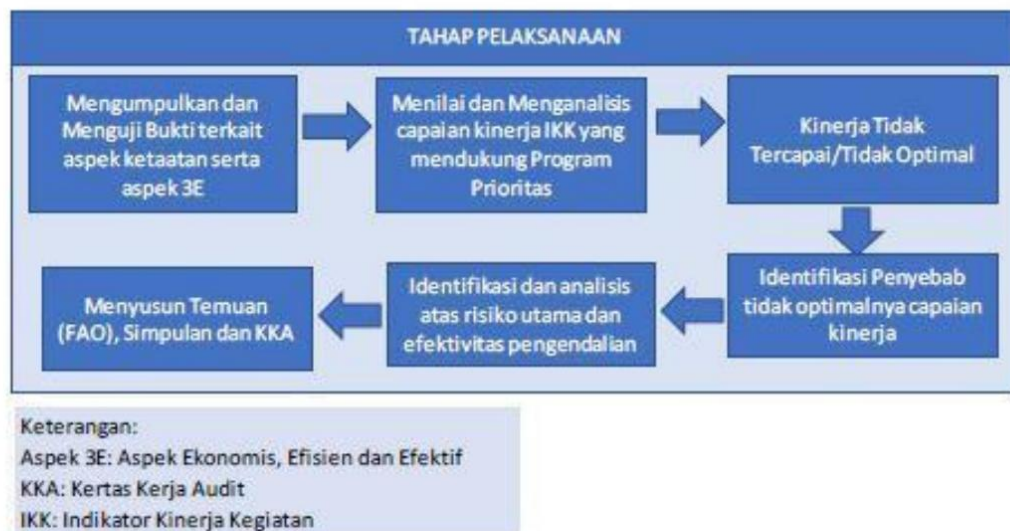 TAHAP PELAKSANAAN
Mengumpulkan dan
Menguji Bukti terkait
aspek ketaatan serta
aspek 3E
Menilai dan Menganalisis
capaian kinerja IKK yang
mendukung Program
Prioritas
Kinerja Tidak
Tercapai/Tidak Optimal
Identifikasi Penyebab
tidak optimalnya capaian
kinerja
Identifikasi dan analisis
atas risiko utama dan
efektivitas pengendalian
Menyusun Temuan
(FAO), Simpulan dan KKA
Keterangan:
Aspek 3E: Aspek Ekonomis, Efisien dan Efektif
KKA: Kertas Kerja Audit
IKK: Indikator Kinerja Kegiatan